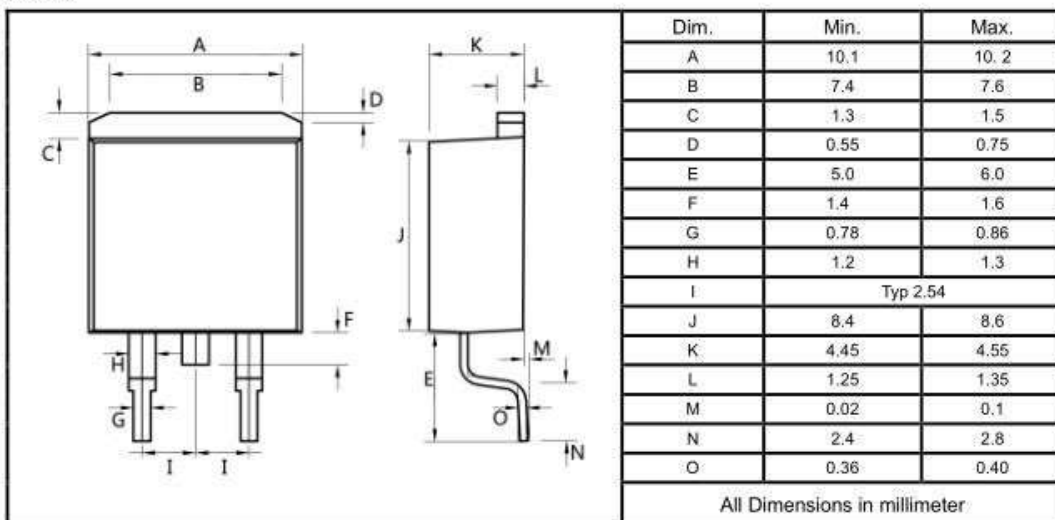 A
B
D
C
F
H
G
I I
K
L
J
M
E
O
N
Dim. Min. Max.
A 10.1 10. 2
B 7.4 7.6
C 1.3 1.5
D 0.55 0.75
E 5.0 6.0
F 1.4 1.6
G 0.78 0.86
H 1.2 1.3
I Typ 2.54
J 8.4 8.6
K 4.45 4.55
L 1.25 1.35
M 0.02 0.1
N 2.4 2.8
O 0.36 0.40
All Dimensions in millimeter